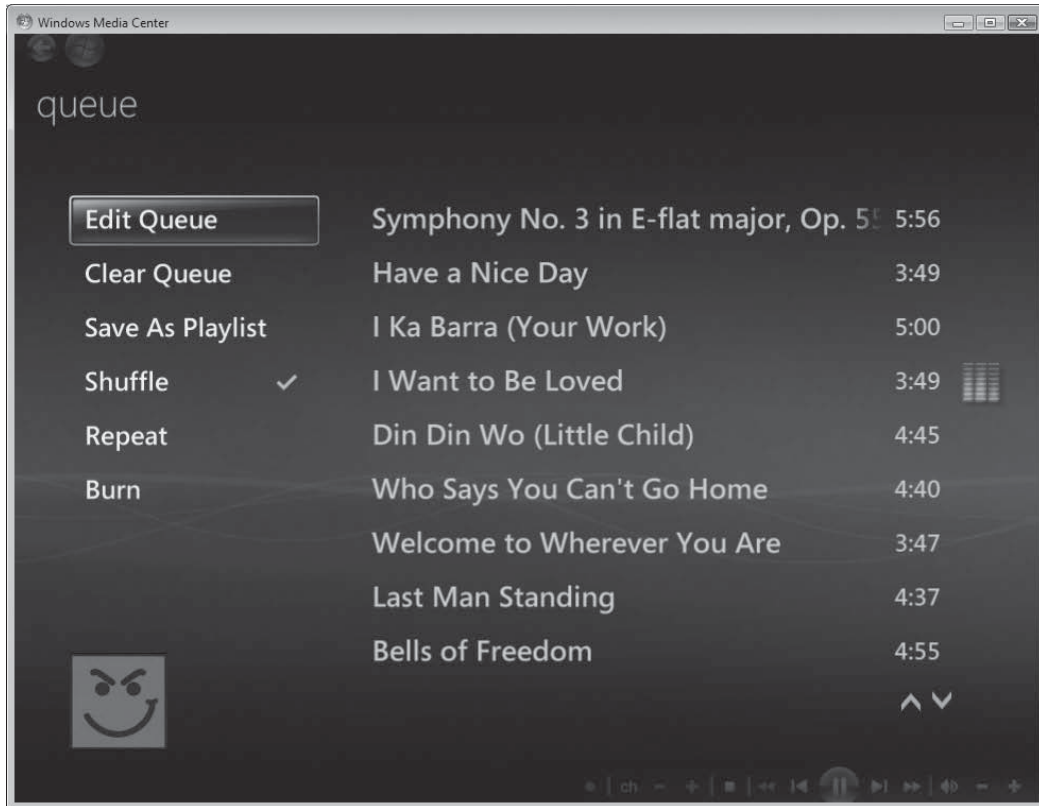 Windows Media Center
queue
Edit Queue
Clear Queue
Save As Playlist
Shuffle
Repeat
Burn
Symphony No. 3 in E-flat major, Op. 55 5:56
Have a Nice Day 3:49
I Ka Barra (Your Work) 5:00
I Want to Be Loved 3:49
Din Din Wo (Little Child) 4:45
Who Says You Can't Go Home 4:40
Welcome to Wherever You Are 3:47
Last Man Standing 4:37
Bells of Freedom 4:55
ch